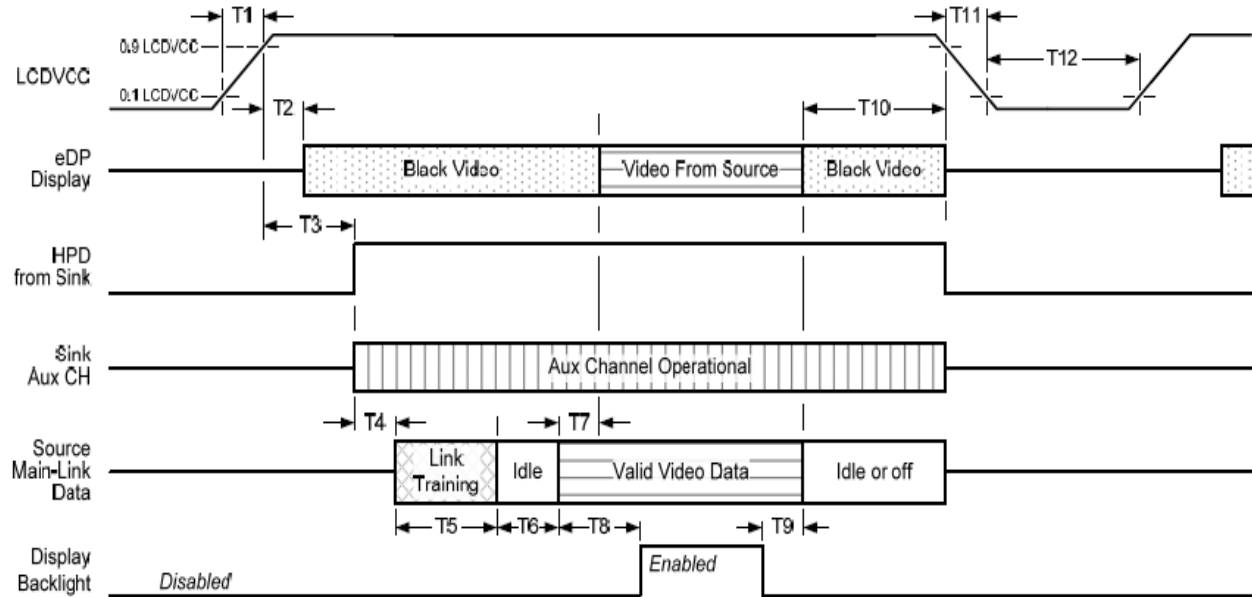 T1
T11
0.9 LCDVCC
LCDVCC
T12
0.1 LCDVCC
T2
T10
eDP
Display
Black Video
Video From Source
Black Video
T3
HPD
from Sink
Sink
Aux CH
Aux Channel Operational
T4
T7
Source
Main-Link
Data
Link
Training
Idle
Valid Video Data
Idle or off
T5
T6
T8
T9
Display
Backlight
Disabled
Enabled